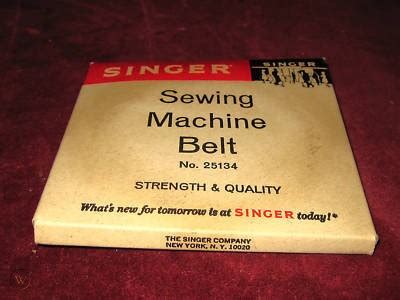 SINGER
SINGER
Sewing
Machine
Belt
No. 25134
STRENGTH & QUALITY
What's new for tomorrow is at SINGER today!*
THE SINGER COMPANY
NEW YORK, N. Y. 10020